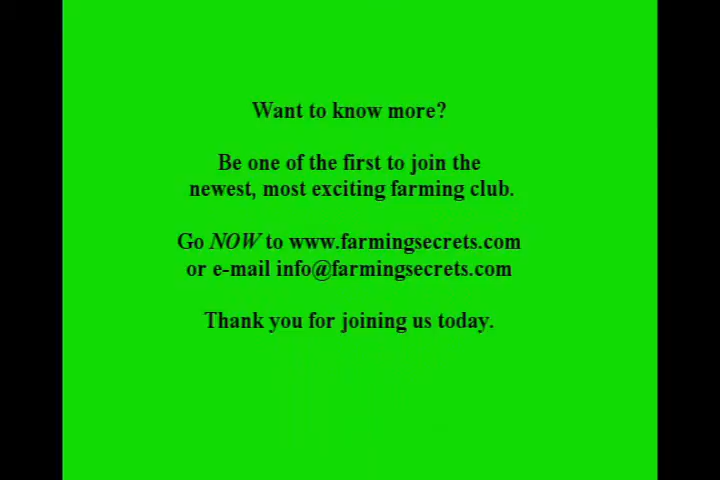 Want to know more?
Be one of the first to join the
newest, most exciting farming club.
Go NOW to www.farmingsecrets.com
or e-mail info@farmingsecrets.com
Thank you for joining us today.